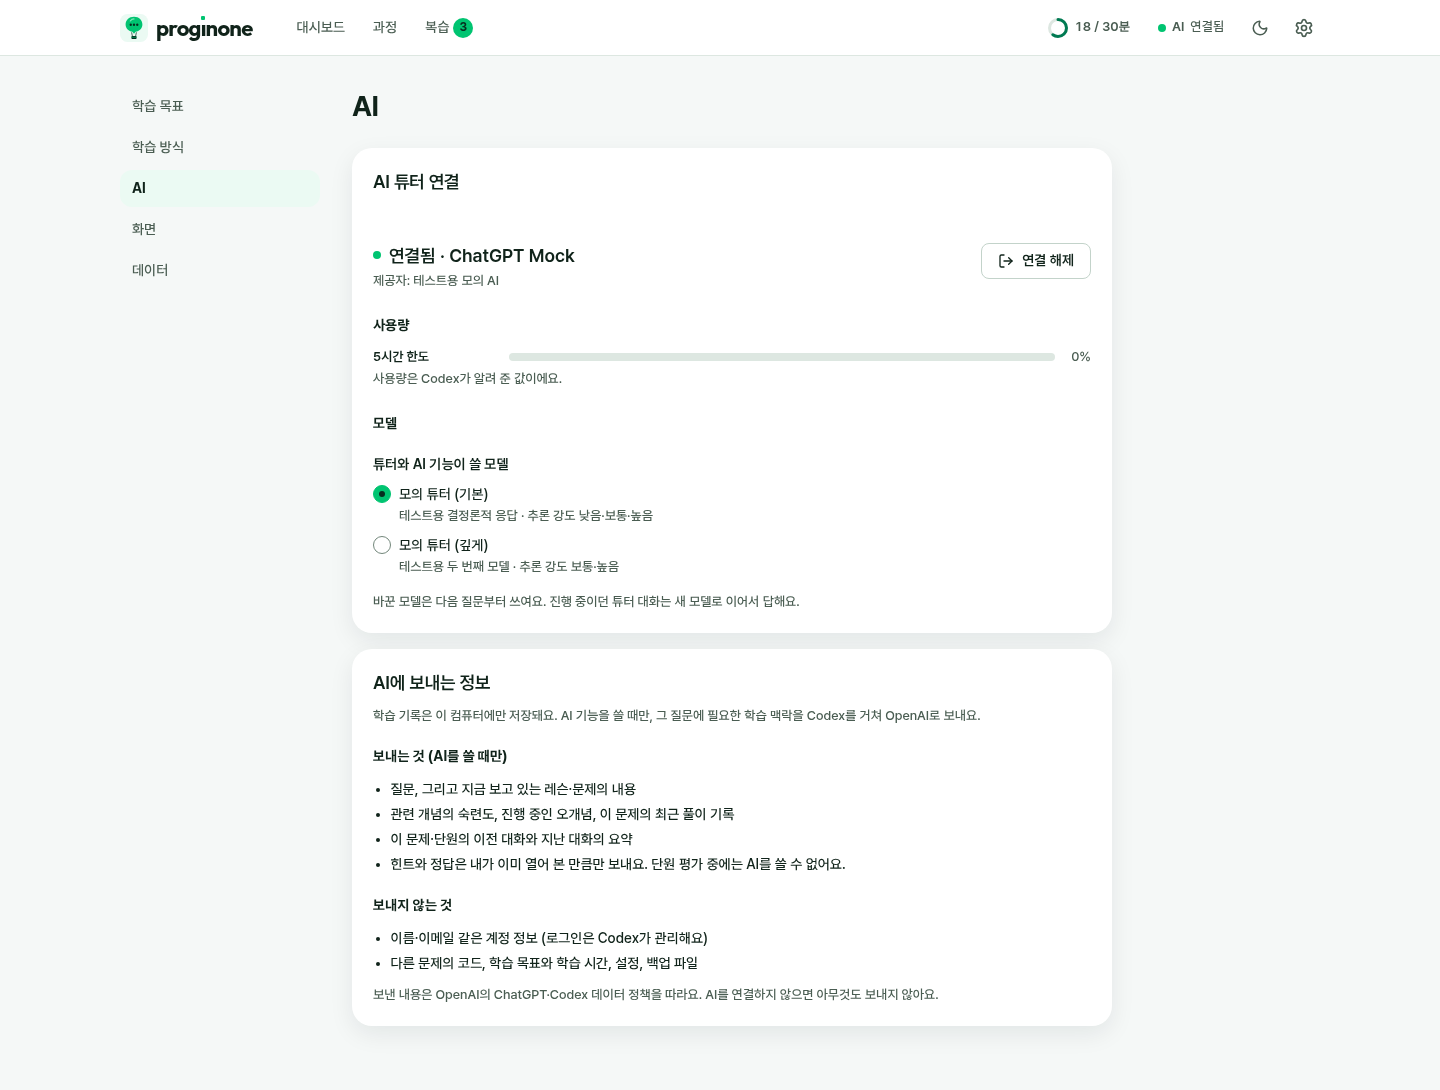 proginone
대시보드
과정
복습 3
18 / 30분
AI 연결됨
학습 목표
학습 방식
AI
화면
데이터
AI
AI 튜터 연결
연결됨 · ChatGPT Mock
연결 해제
제공자: 테스트용 모의 AI
사용량
5시간 한도
0%
사용량은 Codex가 알려 준 값이에요.
모델
튜터와 AI 기능이 쓸 모델
모의 튜터 (기본)
테스트용 결정론적 응답 · 추론 강도 낮음·보통·높음
모의 튜터 (깊게)
테스트용 두 번째 모델 · 추론 강도 보통·높음
바꾼 모델은 다음 질문부터 쓰여요. 진행 중이던 튜터 대화는 새 모델로 이어서 답해요.
AI에 보내는 정보
학습 기록은 이 컴퓨터에만 저장돼요. AI 기능을 쓸 때만, 그 질문에 필요한 학습 맥락을 Codex를 거쳐 OpenAI로 보내요.
보내는 것 (AI를 쓸 때만)
• 질문, 그리고 지금 보고 있는 레슨·문제의 내용
• 관련 개념의 숙련도, 진행 중인 오개념, 이 문제의 최근 풀이 기록
• 이 문제·단원의 이전 대화와 지난 대화의 요약
• 힌트와 정답은 내가 이미 열어 본 만큼만 보내요. 단원 평가 중에는 AI를 쓸 수 없어요.
보내지 않는 것
• 이름·이메일 같은 계정 정보 (로그인은 Codex가 관리해요)
• 다른 문제의 코드, 학습 목표와 학습 시간, 설정, 백업 파일
보낸 내용은 OpenAI의 ChatGPT·Codex 데이터 정책을 따라요. AI를 연결하지 않으면 아무것도 보내지 않아요.